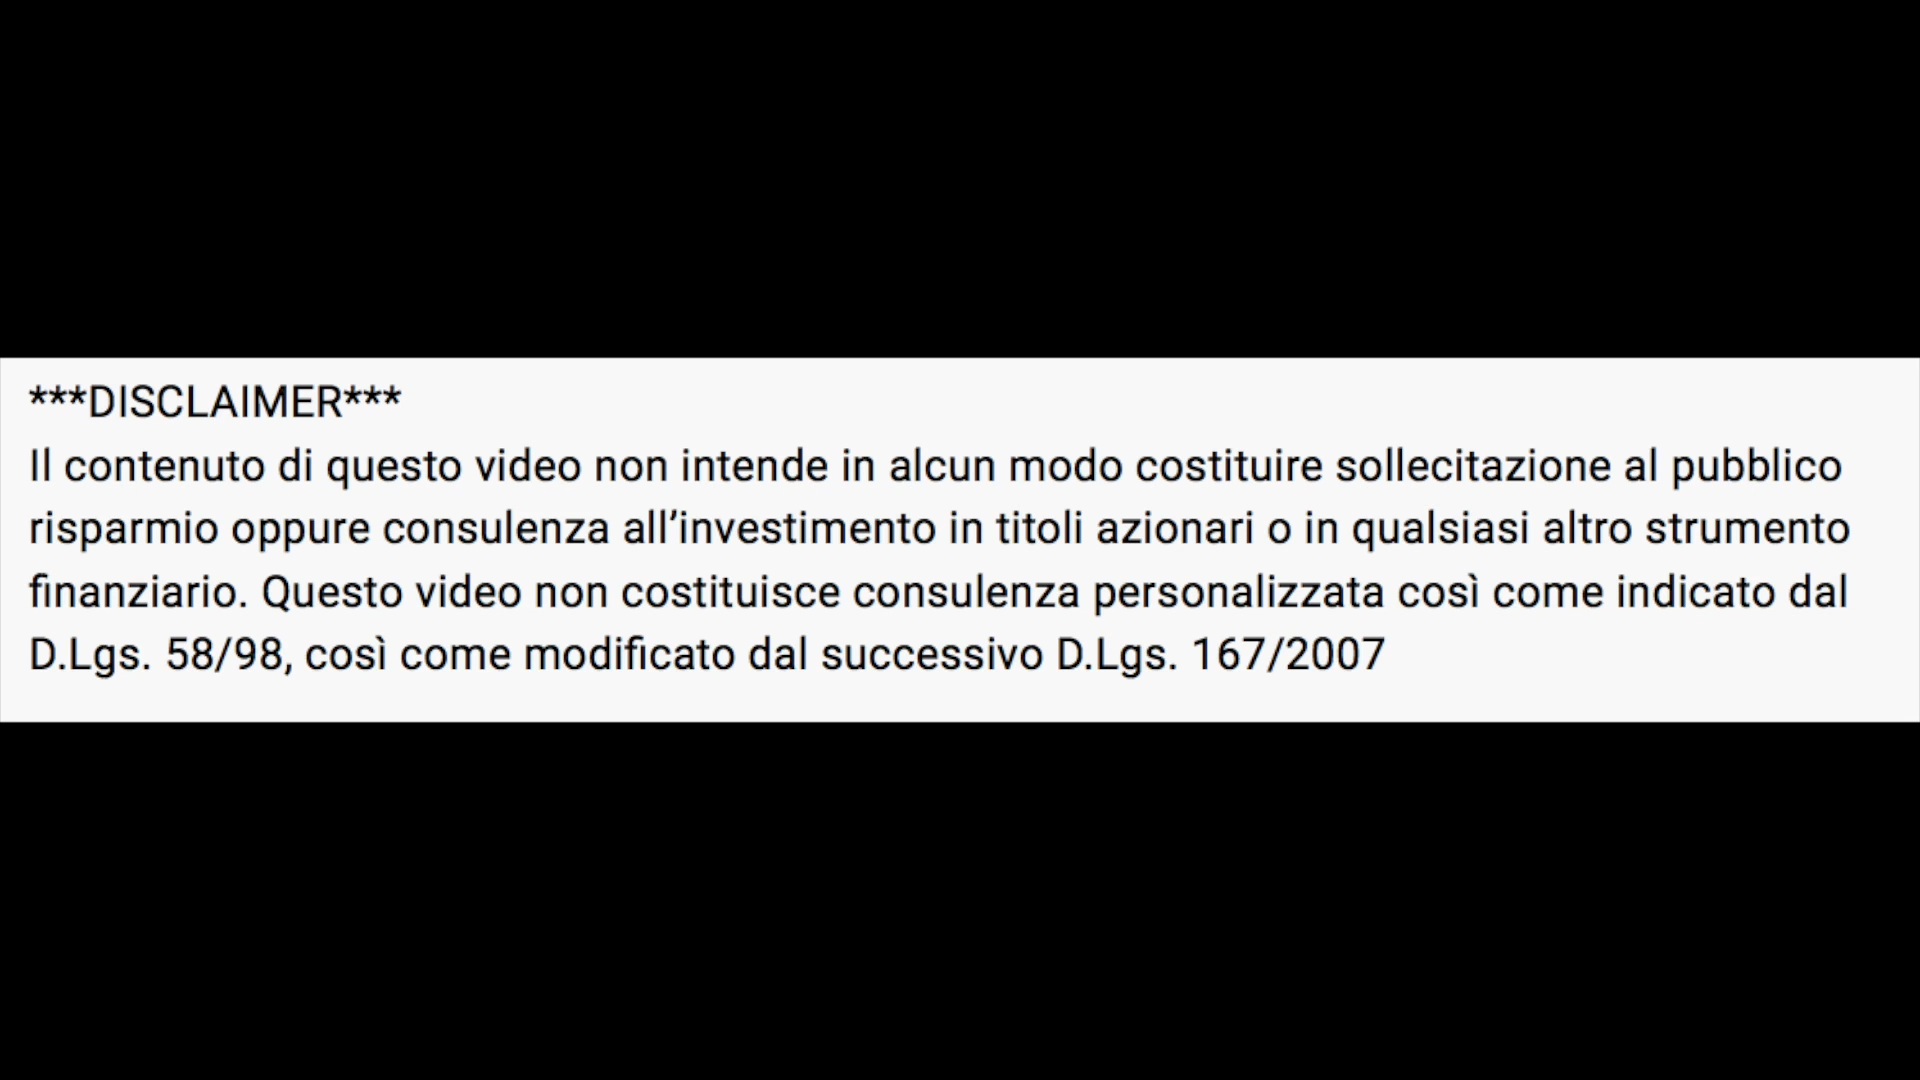 ***DISCLAIMER***
Il contenuto di questo video non intende in alcun modo costituire sollecitazione al pubblico
risparmio oppure consulenza all’investimento in titoli azionari o in qualsiasi altro strumento
finanziario. Questo video non costituisce consulenza personalizzata così come indicato dal
D.Lgs. 58/98, così come modificato dal successivo D.Lgs. 167/2007